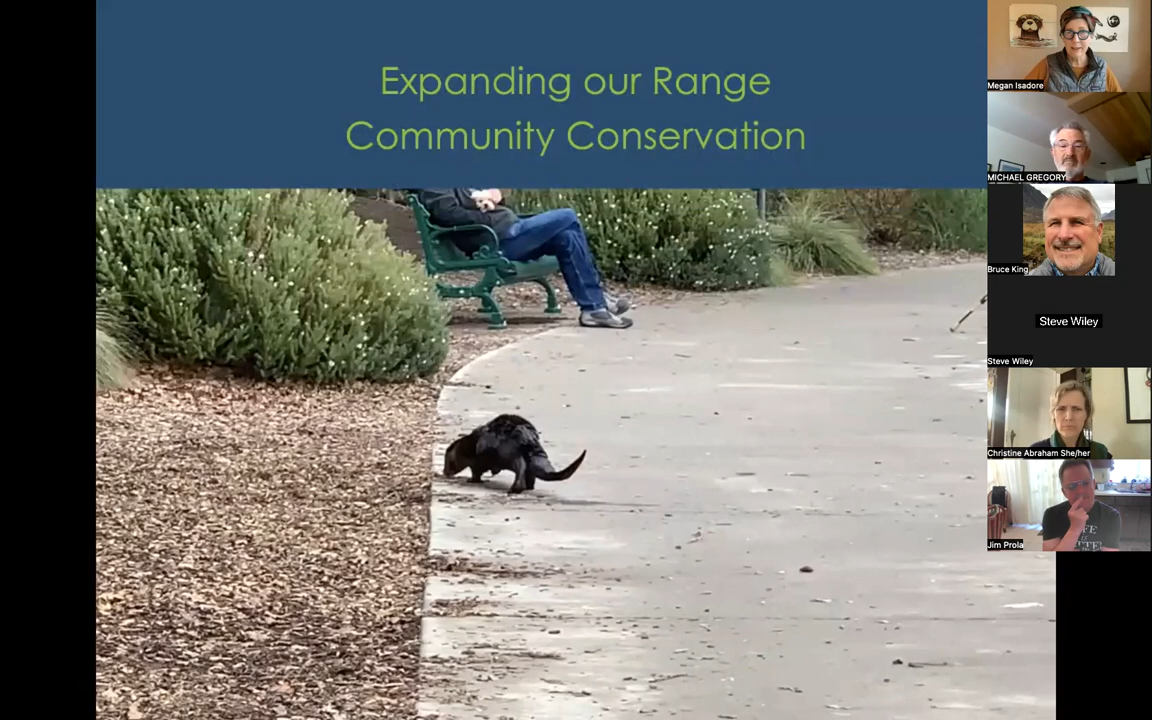 Expanding our Range
Community Conservation
Megan Isadore
MICHAEL GREGORY
Bruce King
Steve Wiley
Steve Wiley
Christine Abraham She/her
Jim Prola